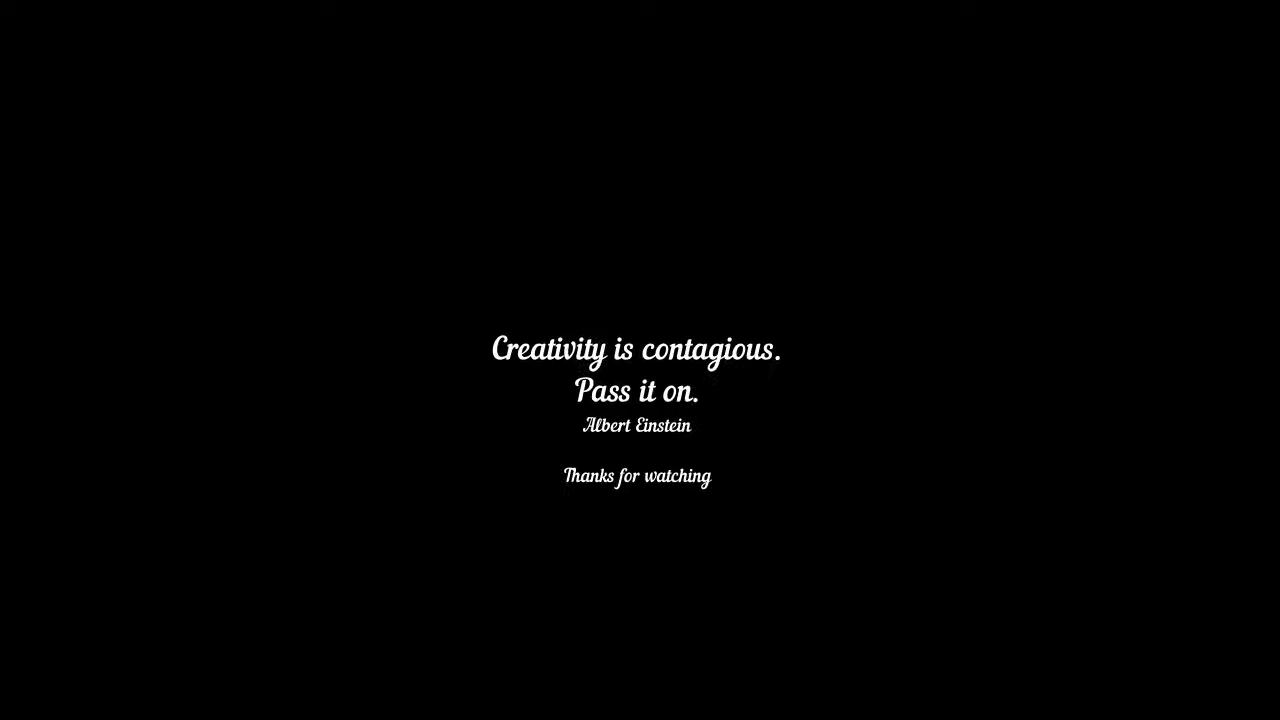 Creativity is contagious.
Pass it on.
Albert Einstein
Thanks for watching